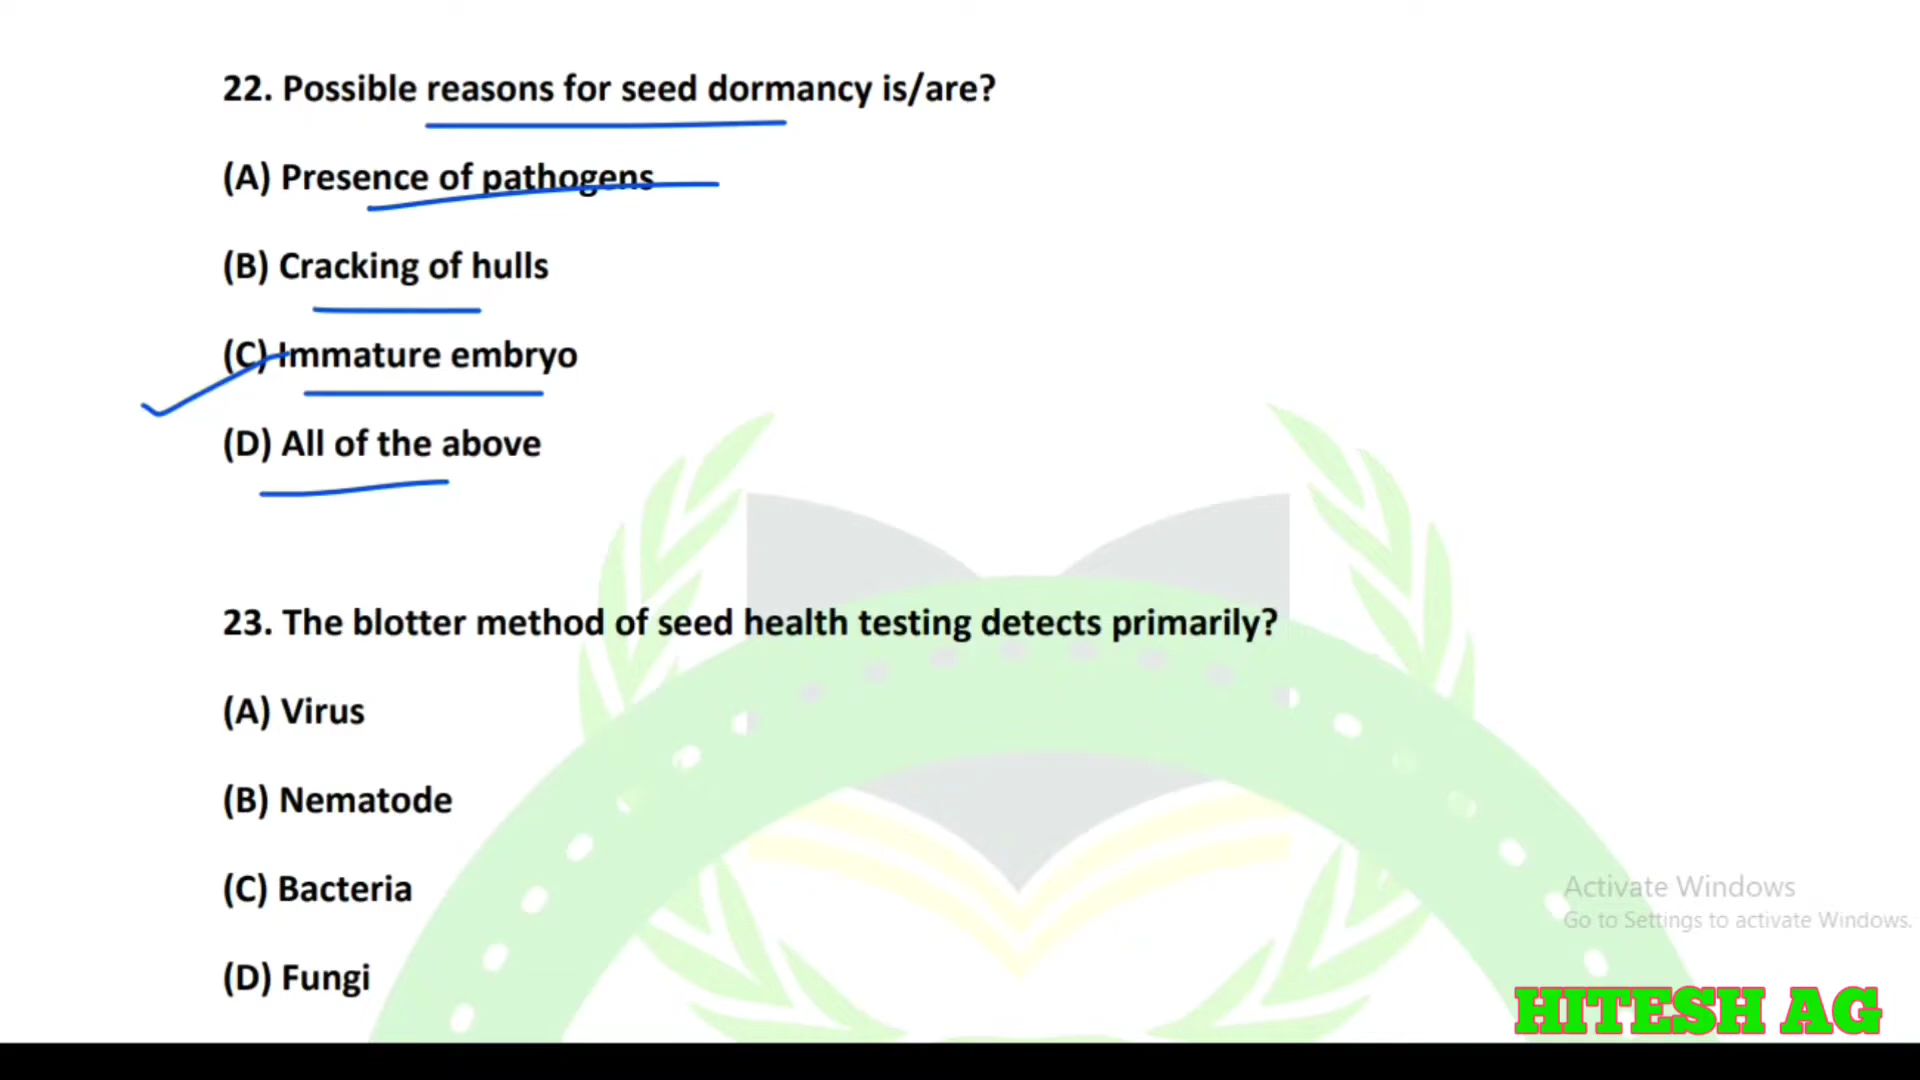 22. Possible reasons for seed dormancy is/are?
(A) Presence of pathogens
(B) Cracking of hulls
(C) Immature embryo
(D) All of the above
23. The blotter method of seed health testing detects primarily?
(A) Virus
(B) Nematode
(C) Bacteria
(D) Fungi
Activate Windows
Go to Settings to activate Windows.
HITESH AG